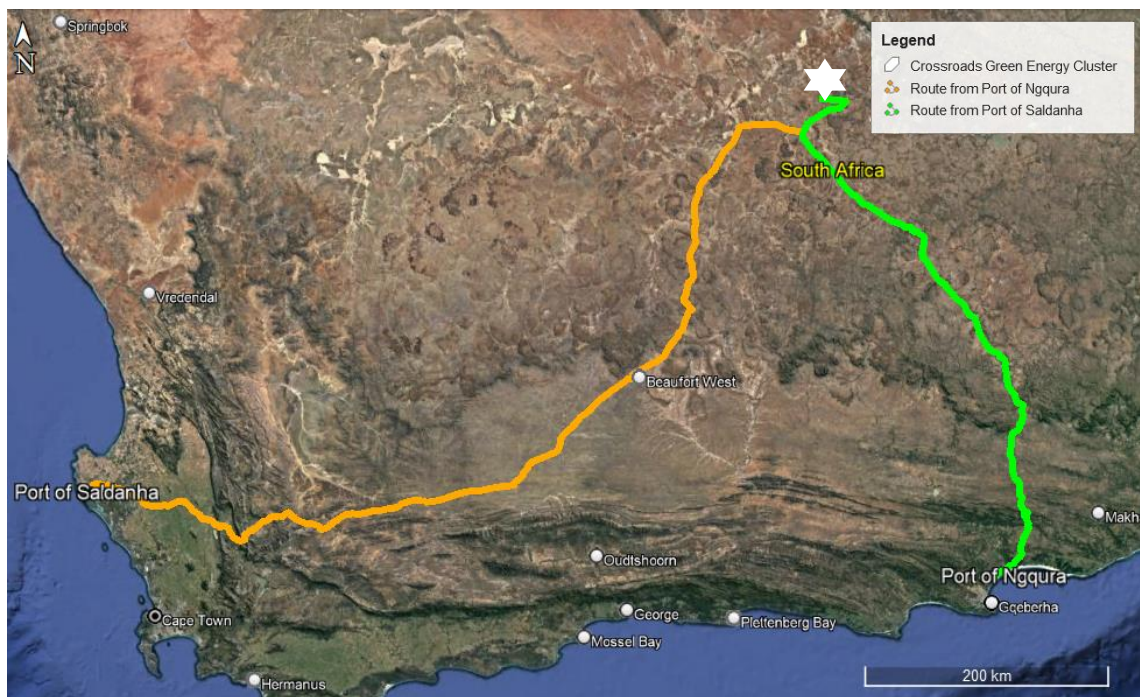 Springbok
N
Legend
Crossroads Green Energy Cluster
Route from Port of Ngqura
Route from Port of Saldanha
South Africa
Vredendal
Beaufort West
Port of Saldanha
Makh
Oudtshoorn
Port of Ngqura
Gqeberha
George
Cape Town
Plettenberg Bay
Mossel Bay
Hermanus
200 km